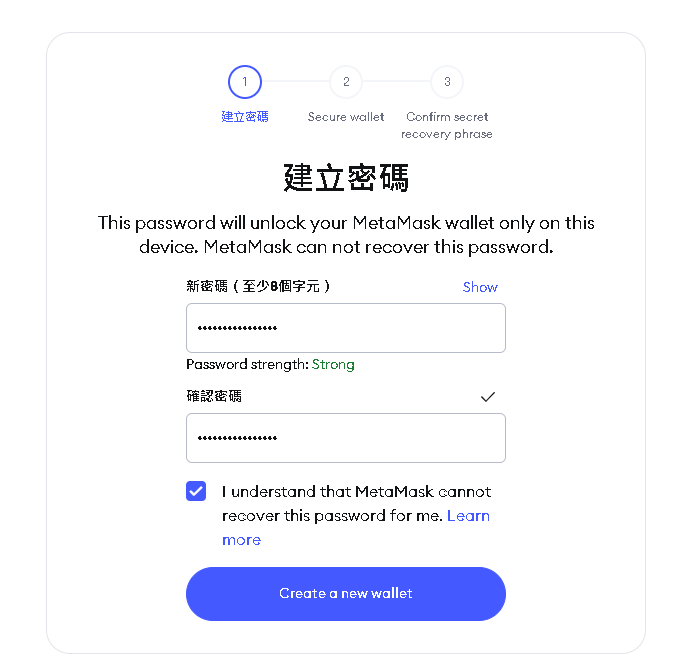 1
2
3
建立密碼
Secure wallet
Confirm secret
recovery phrase
建立密碼
This password will unlock your MetaMask wallet only on this
device. MetaMask can not recover this password.
新密碼（至少8個字元）
Show
••••••••••••••••
Password strength: Strong
確認密碼
••••••••••••••••
I understand that MetaMask cannot
recover this password for me. Learn
more
Create a new wallet